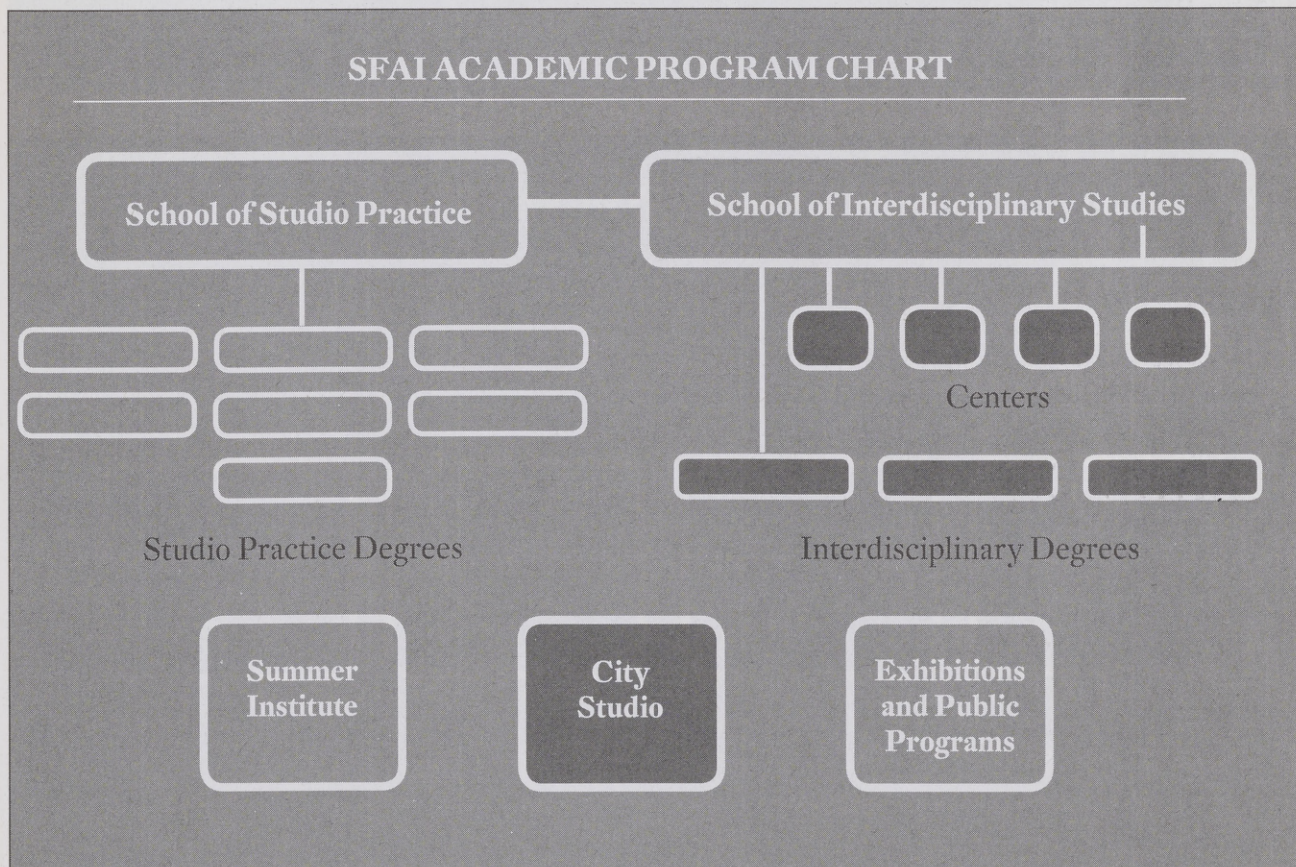 SFAI ACADEMIC PROGRAM CHART
School of Studio Practice
School of Interdisciplinary Studies
Centers
Studio Practice Degrees
Interdisciplinary Degrees
Summer
Institute
City
Studio
Exhibitions
and Public
Programs